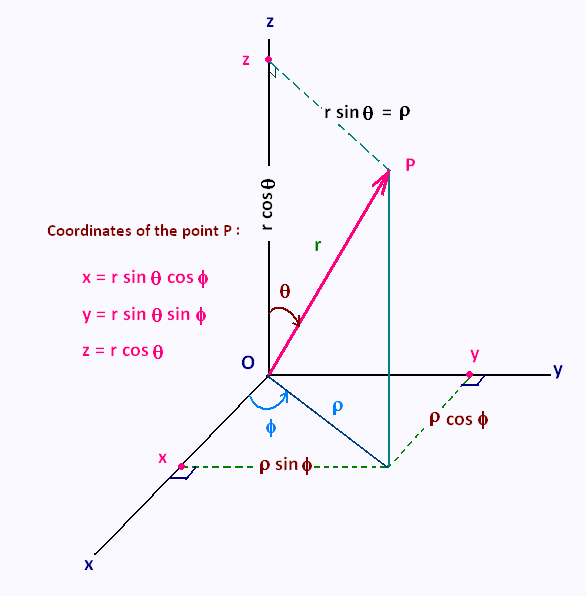 z
z
r sin θ = ρ
P
r cos θ
Coordinates of the point P :
r
x = r sin θ cos ϕ
θ
y = r sin θ sin ϕ
z = r cos θ
O
y
y
ρ
ϕ
ρ cos ϕ
x
ρ sin ϕ
x